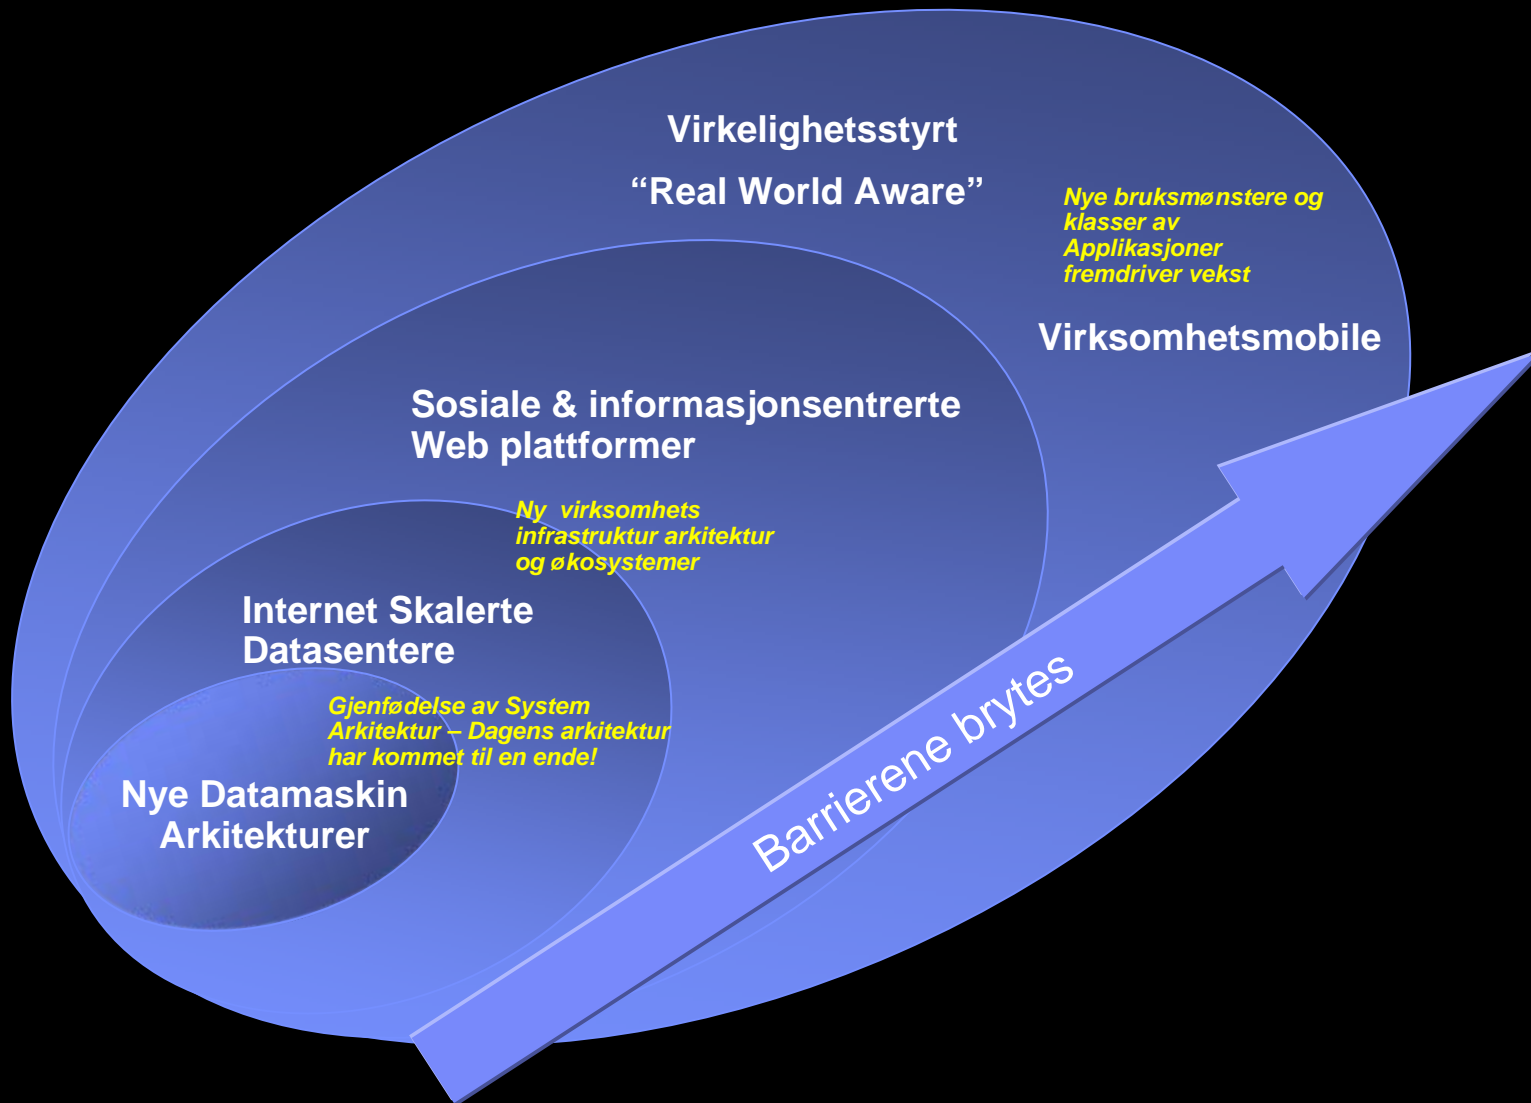 Virkelighetsstyrt
“Real World Aware”
Nye bruksmønstere og
klasser av
Applikasjoner
fremdriver vekst
Virksomhetsmobile
Sosiale & informasjonsentrerte
Web plattformer
Ny virksomhets
infrastruktur arkitektur
og økosystemer
Internet Skalerte
Datasentere
Gjenfødelse av System
Arkitektur – Dagens arkitektur
har kommet til en ende!
Nye Datamaskin
Arkitekturer
Barrierene brytes